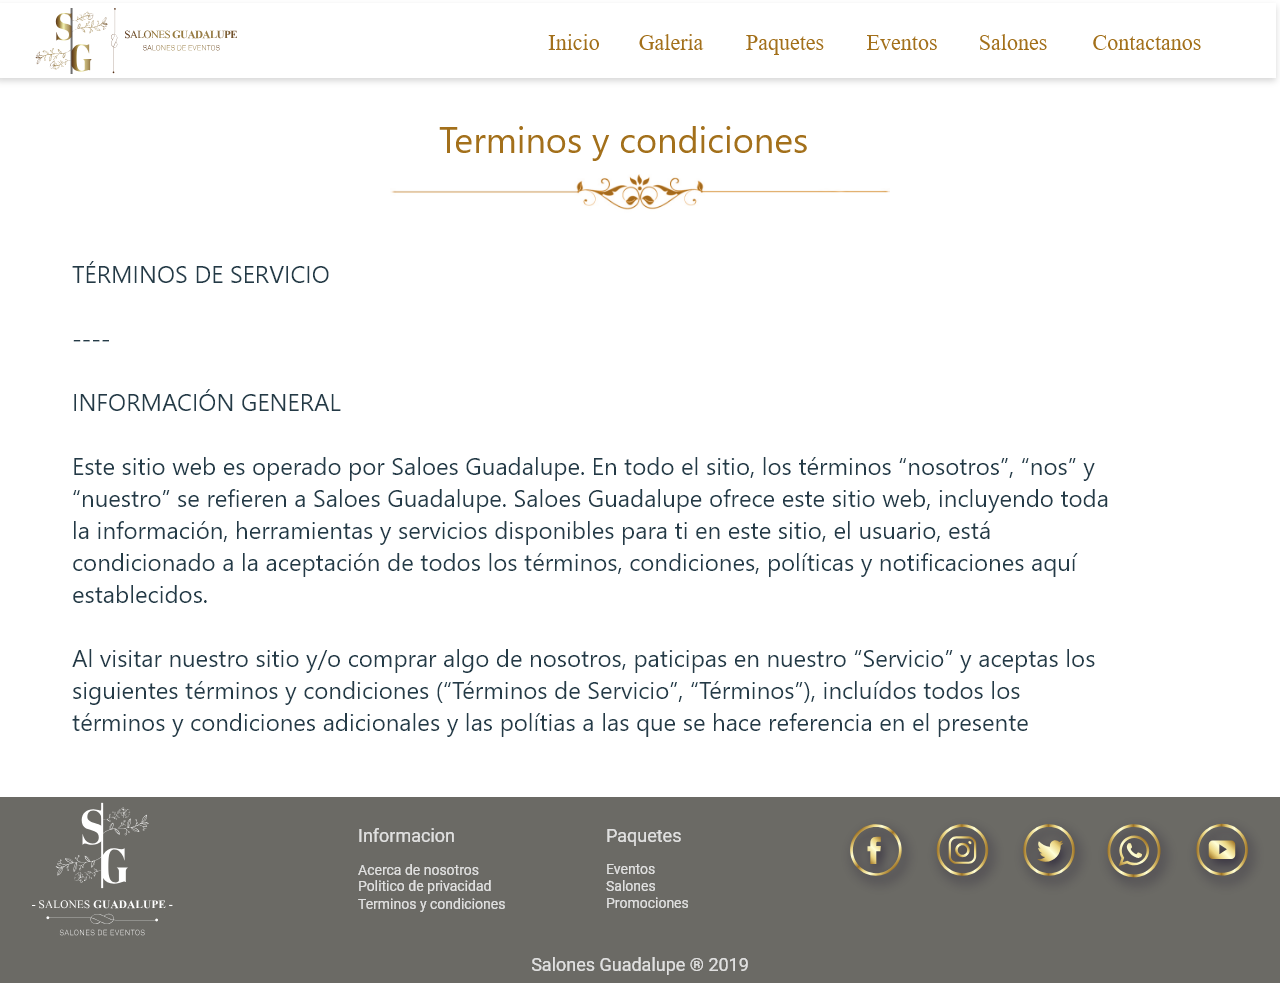 SG
SALONES GUADALUPE
SALONES DE EVENTOS
Inicio Galeria Paquetes Eventos Salones Contactanos
Terminos y condiciones
TÉRMINOS DE SERVICIO
----
INFORMACIÓN GENERAL
Este sitio web es operado por Saloes Guadalupe. En todo el sitio, los términos “nosotros”, “nos” y
“nuestro” se refieren a Saloes Guadalupe. Saloes Guadalupe ofrece este sitio web, incluyendo toda
la información, herramientas y servicios disponibles para ti en este sitio, el usuario, está
condicionado a la aceptación de todos los términos, condiciones, políticas y notificaciones aquí
establecidos.
Al visitar nuestro sitio y/o comprar algo de nosotros, paticipas en nuestro “Servicio” y aceptas los
siguientes términos y condiciones (“Términos de Servicio”, “Términos”), incluídos todos los
términos y condiciones adicionales y las polítias a las que se hace referencia en el presente
SG
- SALONES GUADALUPE -
SALONES DE EVENTOS
Informacion
Acerca de nosotros
Politico de privacidad
Terminos y condiciones
Paquetes
Eventos
Salones
Promociones
Salones Guadalupe ® 2019